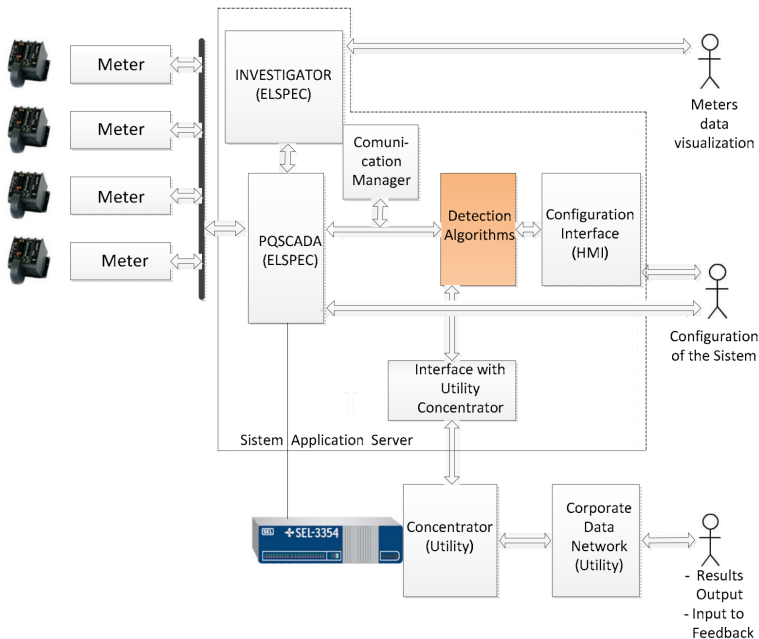 Meter
Meter
Meter
Meter
INVESTIGATOR
(ELSPEC)
Comuni-
cation
Manager
PQSCADA
(ELSPEC)
Detection
Algorithms
Configuration
Interface
(HMI)
Meters
data
visualization
Configuration
of the Sistem
Interface with
Utility
Concentrator
Sistem Application Server
SEL
SEL-3354
Concentrator
(Utility)
Corporate
Data
Network
(Utility)
- Results
Output
- Input to
Feedback